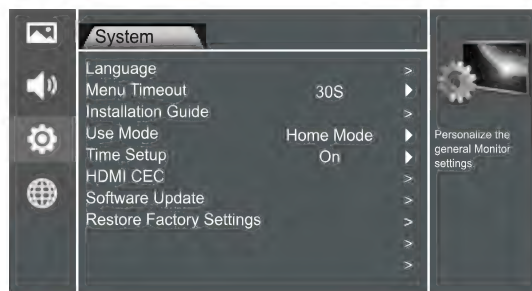 System
Language >
Menu Timeout 30S
Installation Guide >
Use Mode Home Mode
Time Setup On
HDMI CEC >
Software Update >
Restore Factory Settings >
>
>
Personalize the
general Monitor
settings